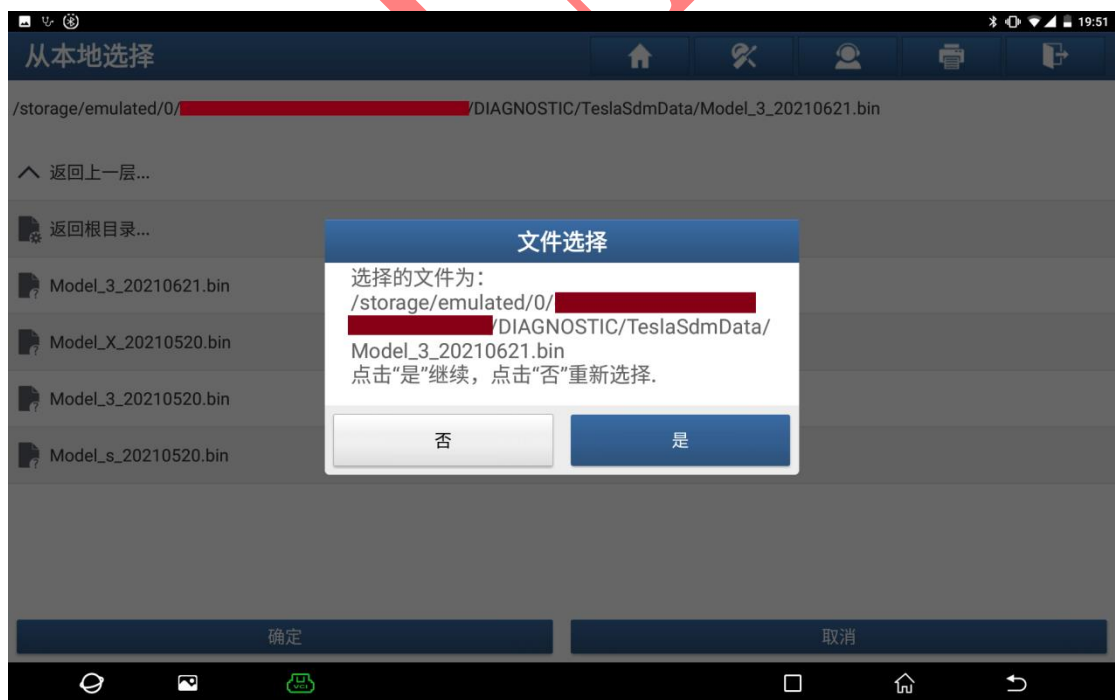 19:51
从本地选择
/storage/emulated/0/ /DIAGNOSTIC/TeslaSdmData/Model_3_20210621.bin
返回上一层...
返回根目录...
Model_3_20210621.bin
Model_X_20210520.bin
Model_3_20210520.bin
Model_s_20210520.bin
文件选择
选择的文件为：
/storage/emulated/0/
/DIAGNOSTIC/TeslaSdmData/
Model_3_20210621.bin
点击“是”继续，点击“否”重新选择.
否
是
确定
取消
VCI